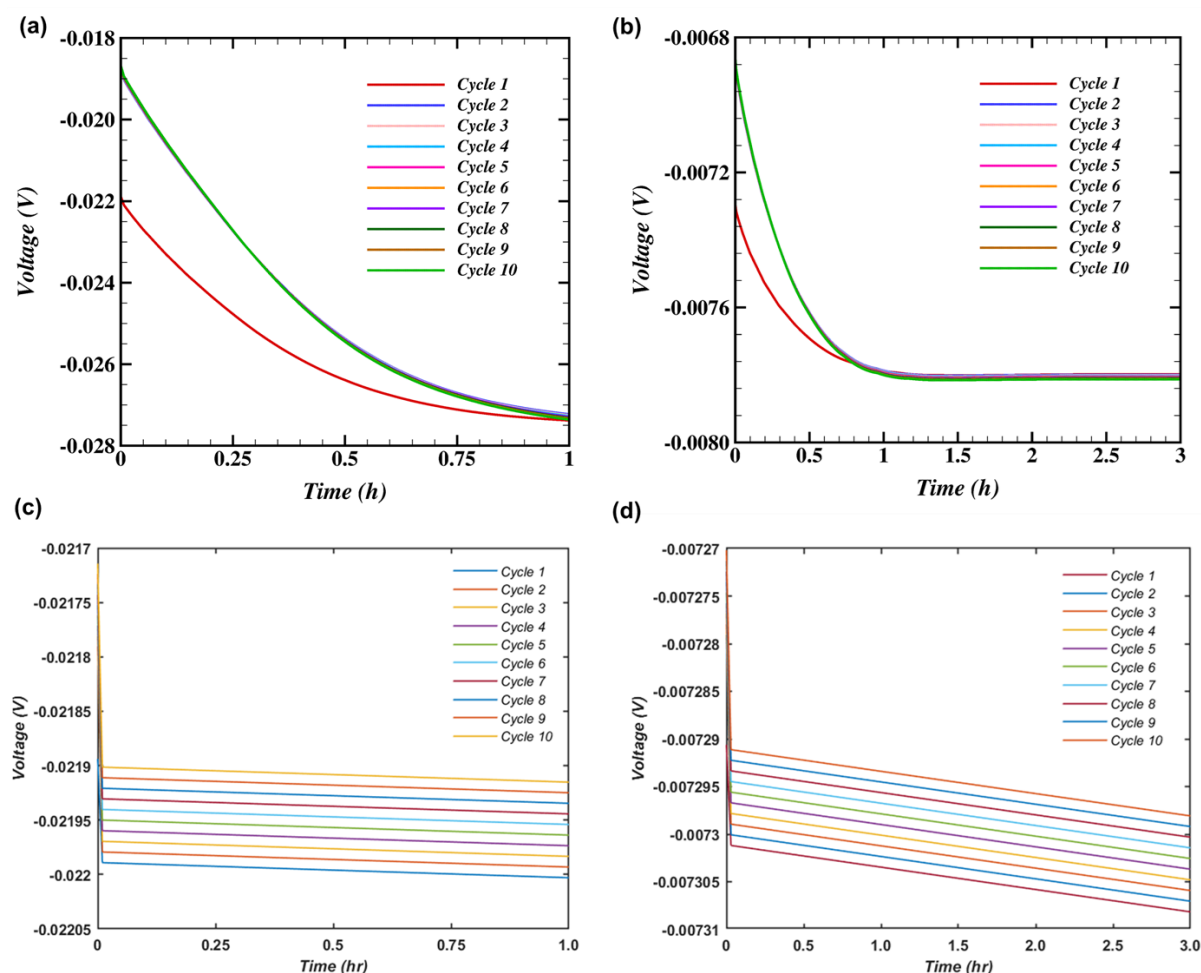 (a)
-0.018
-0.020
-0.022
-0.024
-0.026
-0.028
Voltage (V)
0 0.25 0.5 0.75 1
Time (h)
Cycle 1
Cycle 2
Cycle 3
Cycle 4
Cycle 5
Cycle 6
Cycle 7
Cycle 8
Cycle 9
Cycle 10
(b)
-0.0068
-0.0072
-0.0076
-0.0080
Voltage (V)
0 0.5 1 1.5 2 2.5 3
Time (h)
Cycle 1
Cycle 2
Cycle 3
Cycle 4
Cycle 5
Cycle 6
Cycle 7
Cycle 8
Cycle 9
Cycle 10
(c)
-0.0217
-0.02175
-0.0218
-0.02185
-0.0219
-0.02195
-0.022
-0.02205
Voltage (V)
0 0.25 0.5 0.75 1.0
Time (hr)
Cycle 1
Cycle 2
Cycle 3
Cycle 4
Cycle 5
Cycle 6
Cycle 7
Cycle 8
Cycle 9
Cycle 10
(d)
-0.00727
-0.007275
-0.00728
-0.007285
-0.00729
-0.007295
-0.0073
-0.007305
-0.00731
Voltage (V)
0 0.5 1.0 1.5 2.0 2.5 3.0
Time (hr)
Cycle 1
Cycle 2
Cycle 3
Cycle 4
Cycle 5
Cycle 6
Cycle 7
Cycle 8
Cycle 9
Cycle 10